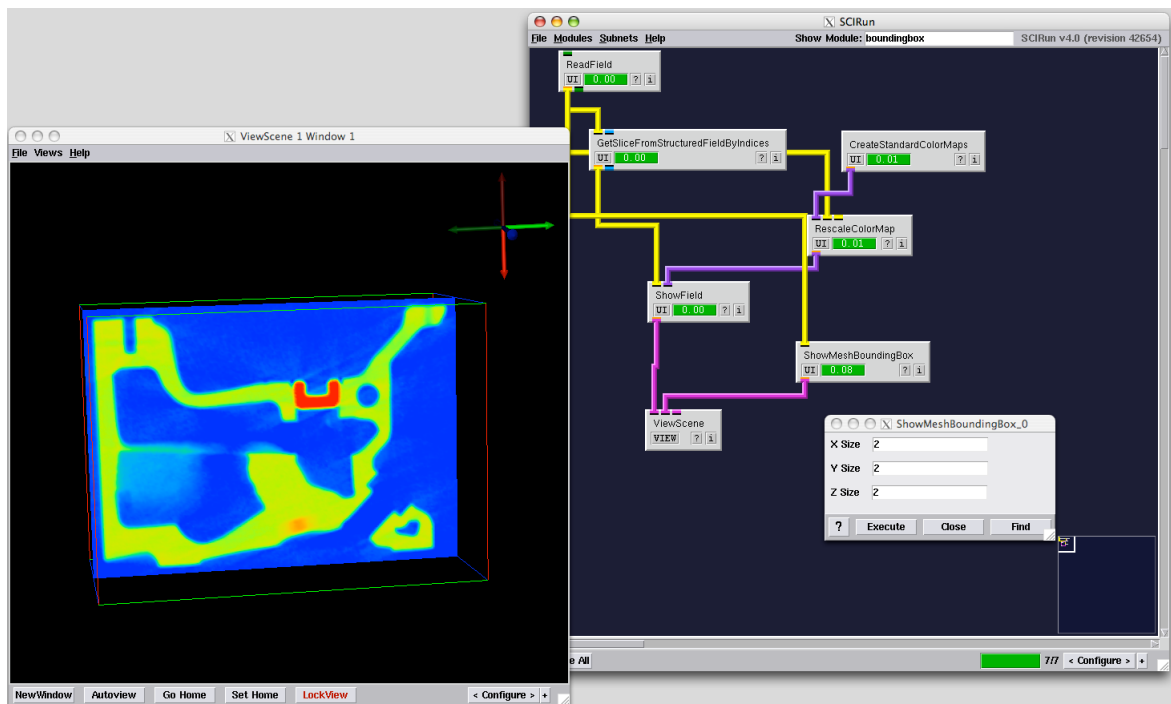 X SCIRun
File Modules Subnets Help Show Module: boundingbox SCIRun v4.0 (revision 42654)
ReadField
UI 0.00 ? i
GetSliceFromStructuredFieldByIndices
UI 0.00 ? i
CreateStandardColorMaps
UI 0.01 ? i
RescaleColorMap
UI 0.01 ? i
ShowField
UI 0.00 ? i
ShowMeshBoundingBox
UI 0.08 ? i
ViewScene
VIEW ? i
X ShowMeshBoundingBox_0
X Size 2
Y Size 2
Z Size 2
? Execute Close Find
e All 7/7 < Configure > +
X ViewScene 1 Window 1
File Views Help
NewWindow Autoview Go Home Set Home LockView < Configure > +